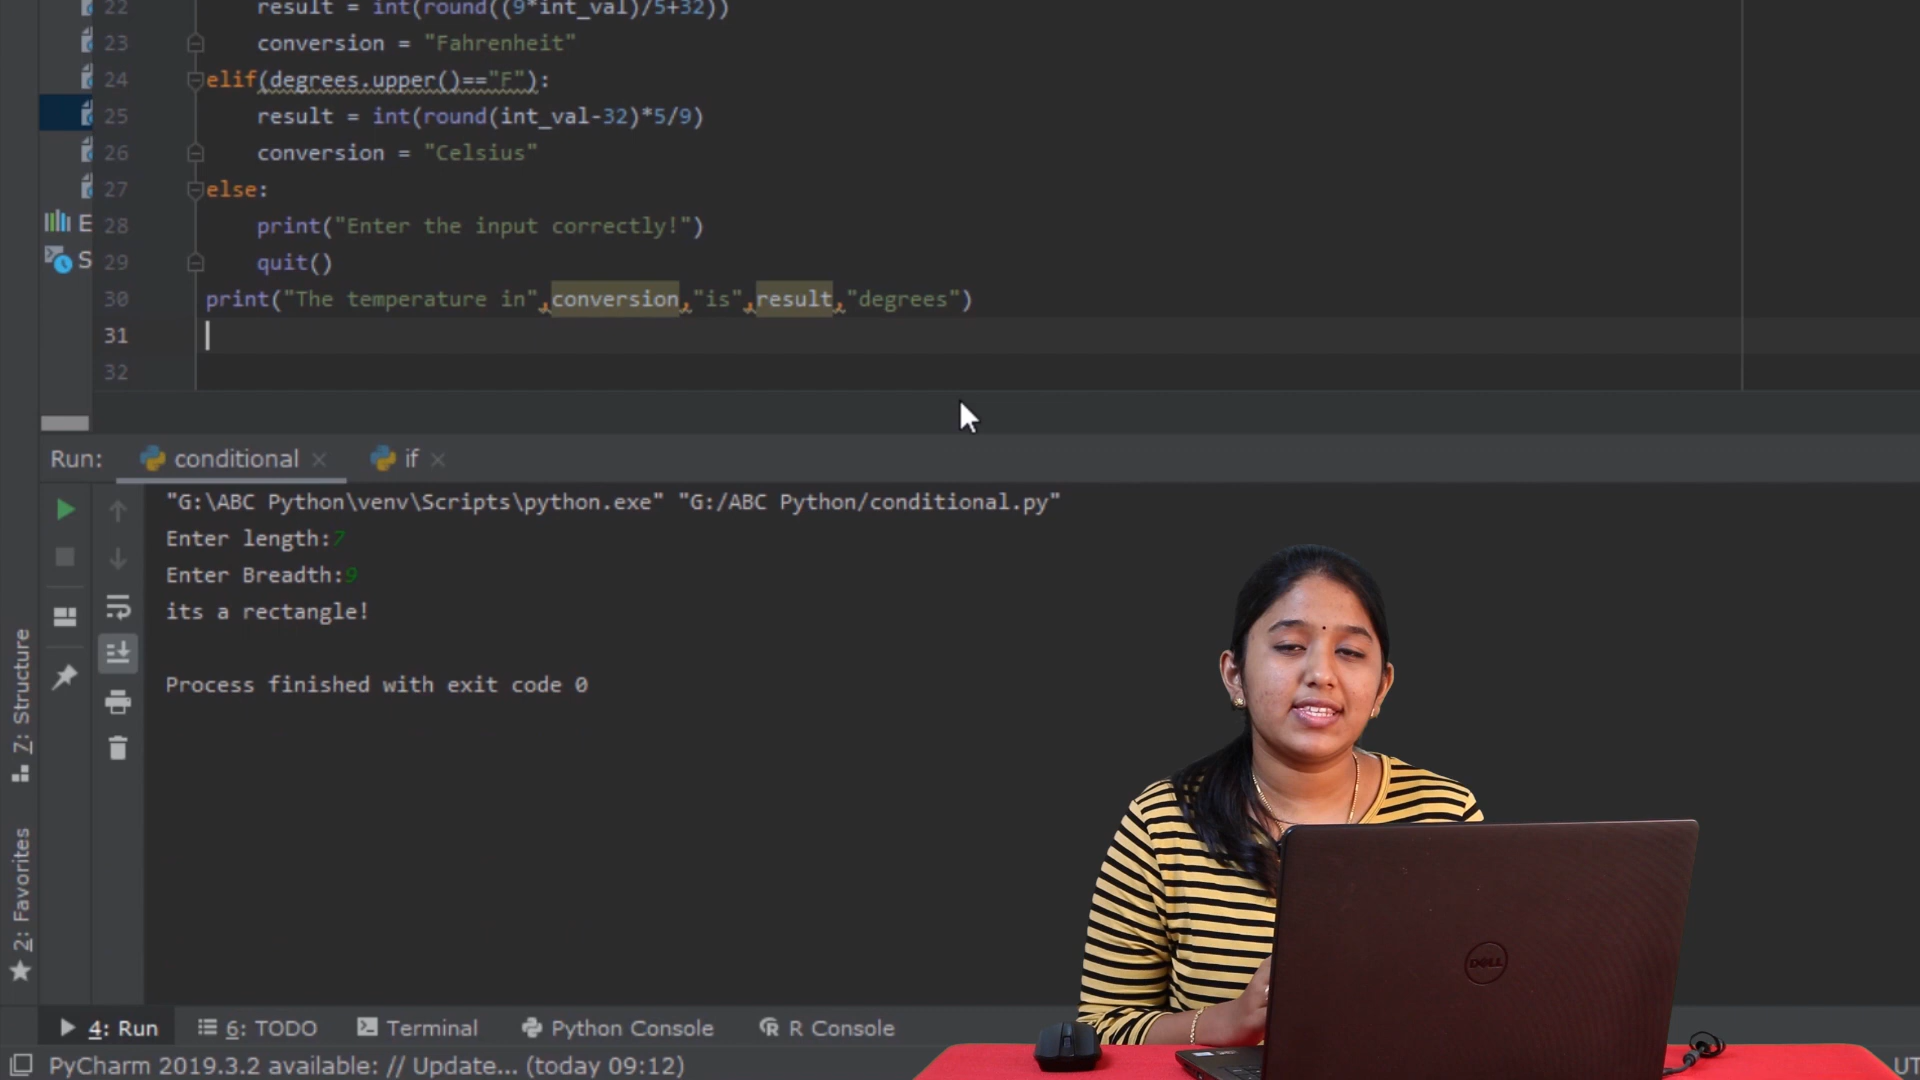 22 result = int(round((9*int_val)/5+32))
23 conversion = "Fahrenheit"
24 elif(degrees.upper()=="F"):
25 result = int(round(int_val-32)*5/9)
26 conversion = "Celsius"
27 else:
28 print("Enter the input correctly!")
29 quit()
30 print("The temperature in",conversion,"is",result,"degrees")
31
32
E
S
Run: conditional if
"G:\ABC Python\venv\Scripts\python.exe" "G:/ABC Python/conditional.py"
Enter length:7
Enter Breadth:9
its a rectangle!
Process finished with exit code 0
Z: Structure
2: Favorites
DELL
4: Run 6: TODO Terminal Python Console R Console
PyCharm 2019.3.2 available: // Update... (today 09:12)
UT